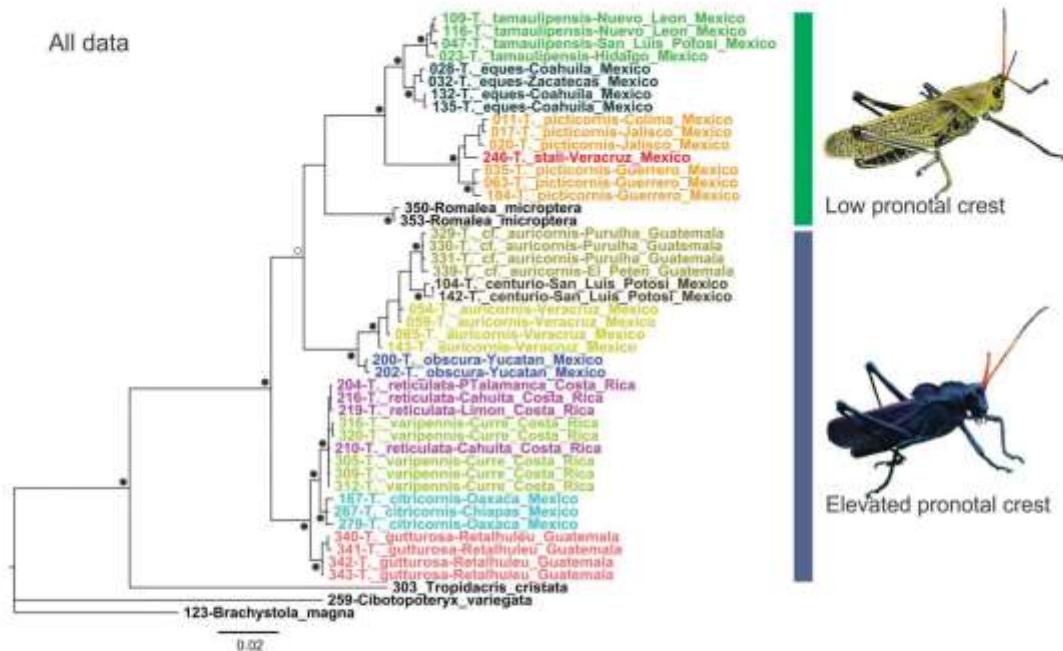 All data
109-T._tamaulipensis-Nuevo_Leon_Mexico
116-T._tamaulipensis-Nuevo_Leon_Mexico
047-T._tamaulipensis-San_Luis_Potosi_Mexico
023-T._tamaulipensis-Hidalgo_Mexico
028-T._eques-Coahuila_Mexico
032-T._eques-Zacatecas_Mexico
132-T._eques-Coahuila_Mexico
135-T._eques-Coahuila_Mexico
011-T._picticornis-Colima_Mexico
017-T._picticornis-Jalisco_Mexico
020-T._picticornis-Jalisco_Mexico
246-T._stali-Veracruz_Mexico
035-T._picticornis-Guerrero_Mexico
063-T._picticornis-Guerrero_Mexico
184-T._picticornis-Guerrero_Mexico
350-Romalea_microptera
353-Romalea_microptera
Low pronotal crest
329-T._cf._auricornis-Purulha_Guatemala
330-T._cf._auricornis-Purulha_Guatemala
331-T._cf._auricornis-Purulha_Guatemala
339-T._cf._auricornis-El_Peten_Guatemala
104-T._centurio-San_Luis_Potosi_Mexico
142-T._centurio-San_Luis_Potosi_Mexico
054-T._auricornis-Veracruz_Mexico
059-T._auricornis-Veracruz_Mexico
065-T._auricornis-Veracruz_Mexico
143-T._auricornis-Veracruz_Mexico
200-T._obscura-Yucatan_Mexico
202-T._obscura-Yucatan_Mexico
204-T._reticulata-PTalamanca_Costa_Rica
216-T._reticulata-Cahuita_Costa_Rica
219-T._reticulata-Limon_Costa_Rica
316-T._varipennis-Curre_Costa_Rica
320-T._varipennis-Curre_Costa_Rica
210-T._reticulata-Cahuita_Costa_Rica
305-T._varipennis-Curre_Costa_Rica
309-T._varipennis-Curre_Costa_Rica
312-T._varipennis-Curre_Costa_Rica
167-T._citricornis-Oaxaca_Mexico
267-T._citricornis-Chiapas_Mexico
279-T._citricornis-Oaxaca_Mexico
340-T._gutturosa-Retalhuleu_Guatemala
341-T._gutturosa-Retalhuleu_Guatemala
342-T._gutturosa-Retalhuleu_Guatemala
343-T._gutturosa-Retalhuleu_Guatemala
Elevated pronotal crest
303_Tropidacris_cristata
259-Cibotopoteryx_variegata
123-Brachystola_magna
0.02